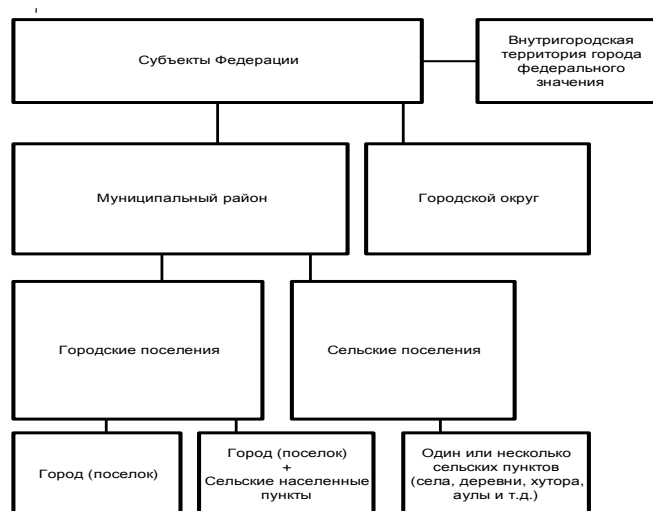 Субъекты Федерации
Внутригородская
территория города
федерального
значения
Муниципальный район
Городской округ
Городские поселения
Сельские поселения
Город (поселок)
Город (поселок)
+
Сельские населенные
пункты
Один или несколько
сельских пунктов
(села, деревни, хутора,
аулы и т.д.)